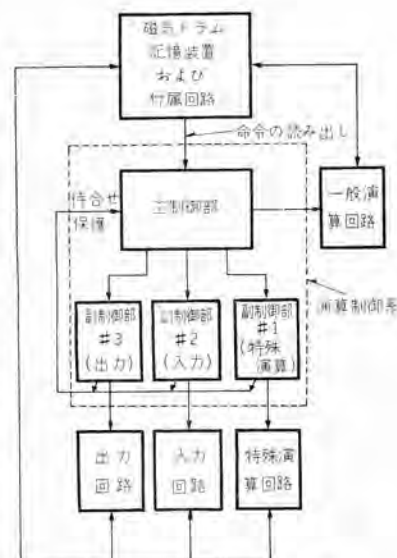 磁気ドラム
記憶装置
および
付属回路
命令の読み出し
待合せ
保護
主制御部
一般演
算回路
演算制御系
副制御部
#3
(出力)
副制御部
#2
(入力)
副制御部
#1
(特殊
演算)
出力
回路
入力
回路
特殊演
算回路